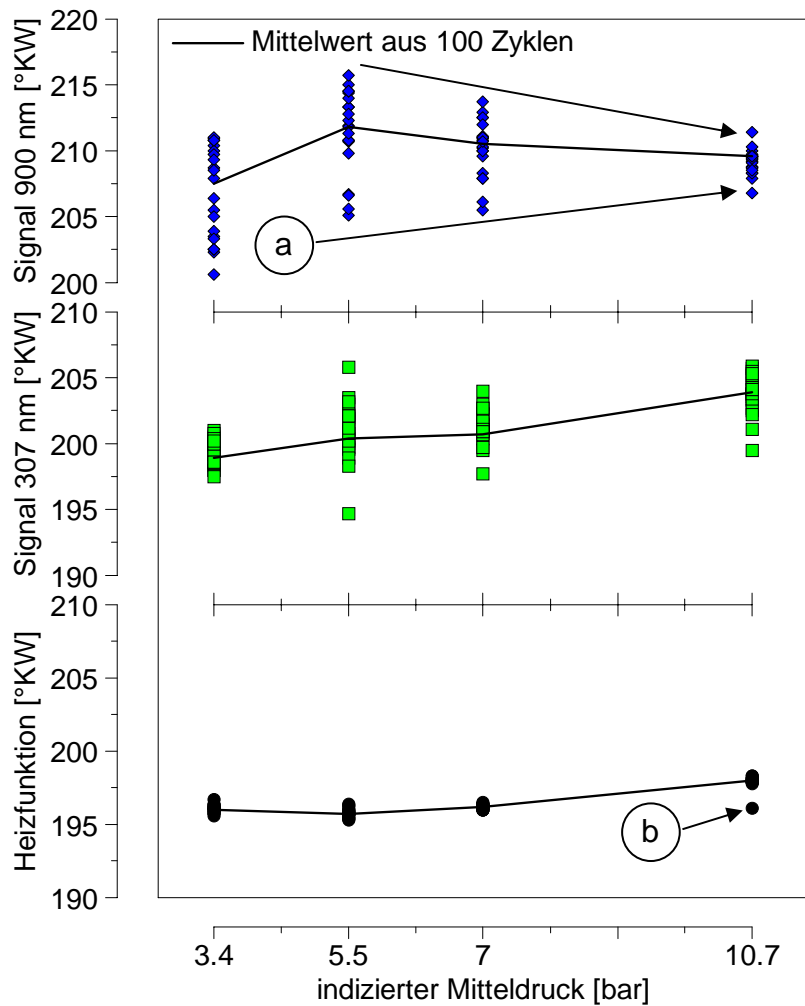 220
Mittelwert aus 100 Zyklen
215
210
205
200
Signal 900 nm [°KW]
a
210
205
200
195
190
Signal 307 nm [°KW]
210
205
200
195
190
Heizfunktion [°KW]
b
3.4 5.5 7 10.7
indizierter Mitteldruck [bar]